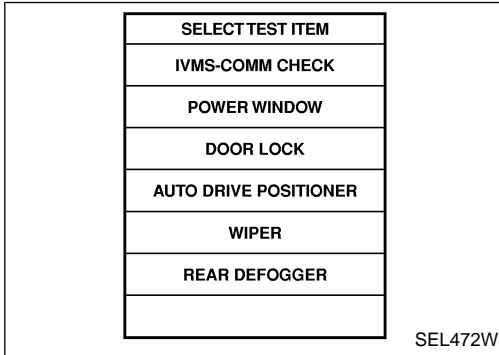 SELECT TEST ITEM
IVMS-COMM CHECK
POWER WINDOW
DOOR LOCK
AUTO DRIVE POSITIONER
WIPER
REAR DEFOGGER
SEL472W